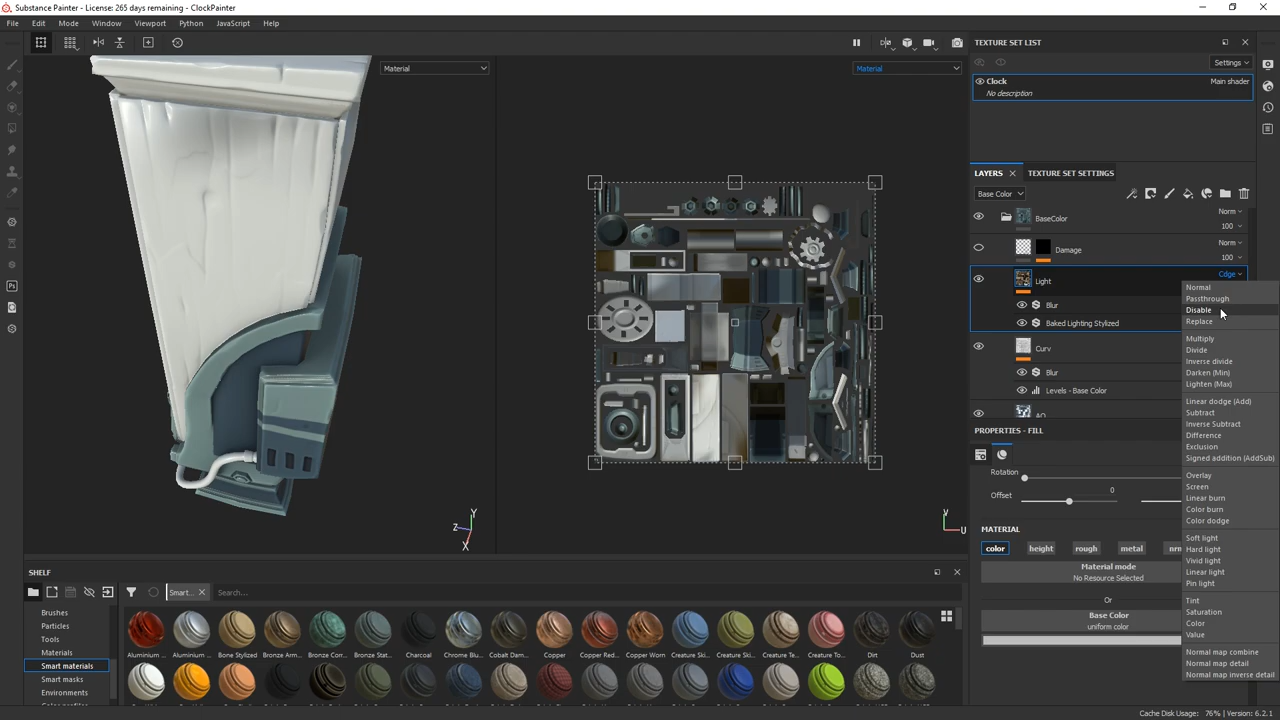 Substance Painter - License: 265 days remaining - ClockPainter
File Edit Mode Window Viewport Python JavaScript Help
Material
Material
TEXTURE SET LIST
Settings
Clock Main shader
No description
LAYERS TEXTURE SET SETTINGS
Base Color
BaseColor Norm
100
Damage Norm
100
Light Cdge
Blur
Baked Lighting Stylized
Curv
Blur
Levels - Base Color
AO
Normal
Passthrough
Disable
Replace
Multiply
Divide
Inverse divide
Darken (Min)
Lighten (Max)
Linear dodge (Add)
Subtract
Inverse Subtract
Difference
Exclusion
Signed addition (AddSub)
Overlay
Screen
Linear burn
Color burn
Color dodge
Soft light
Hard light
Vivid light
Linear light
Pin light
Tint
Saturation
Color
Value
Normal map combine
Normal map detail
Normal map inverse detail
PROPERTIES - FILL
Rotation
Offset 0
MATERIAL
color height rough metal nrm
Material mode
No Resource Selected
Or
Base Color
uniform color
Y
Z
X
V
U
SHELF
Smart... Search...
Brushes
Particles
Tools
Materials
Smart materials
Smart masks
Environments
Aluminium ... Aluminium ... Bone Stylized Bronze Arm... Bronze Corr... Bronze Stat... Charcoal Chrome Blu... Cobalt Dam... Copper Copper Red... Copper Worn Creature Ski... Creature Ski... Creature Te... Creature To... Dirt Dust
Cache Disk Usage: 76% | Version: 6.2.1